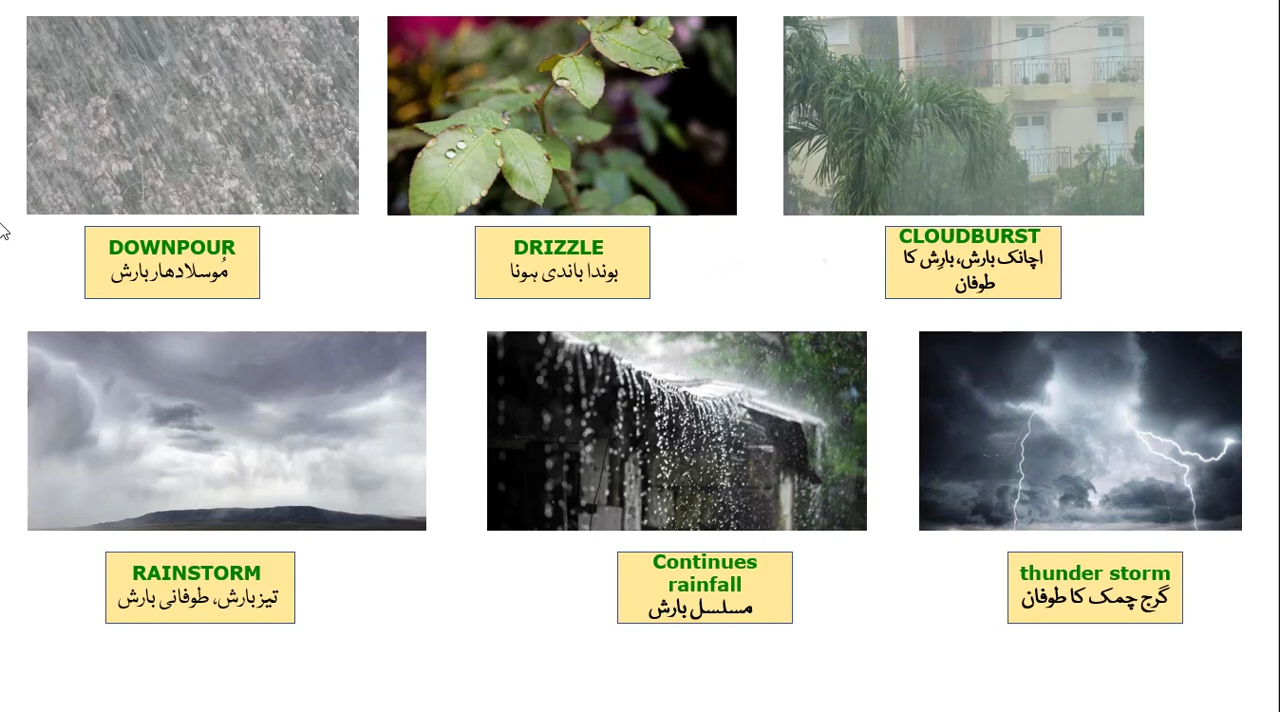 DOWNPOUR
مُوسلادھار بارش
DRIZZLE
بوندا باندی ہونا
CLOUDBURST
اچانک بارش، بارِش کا
طوفان
RAINSTORM
تیز بارش، طوفانی بارش
Continues
rainfall
مسلسل بارش
thunder storm
گرج چمک کا طوفان